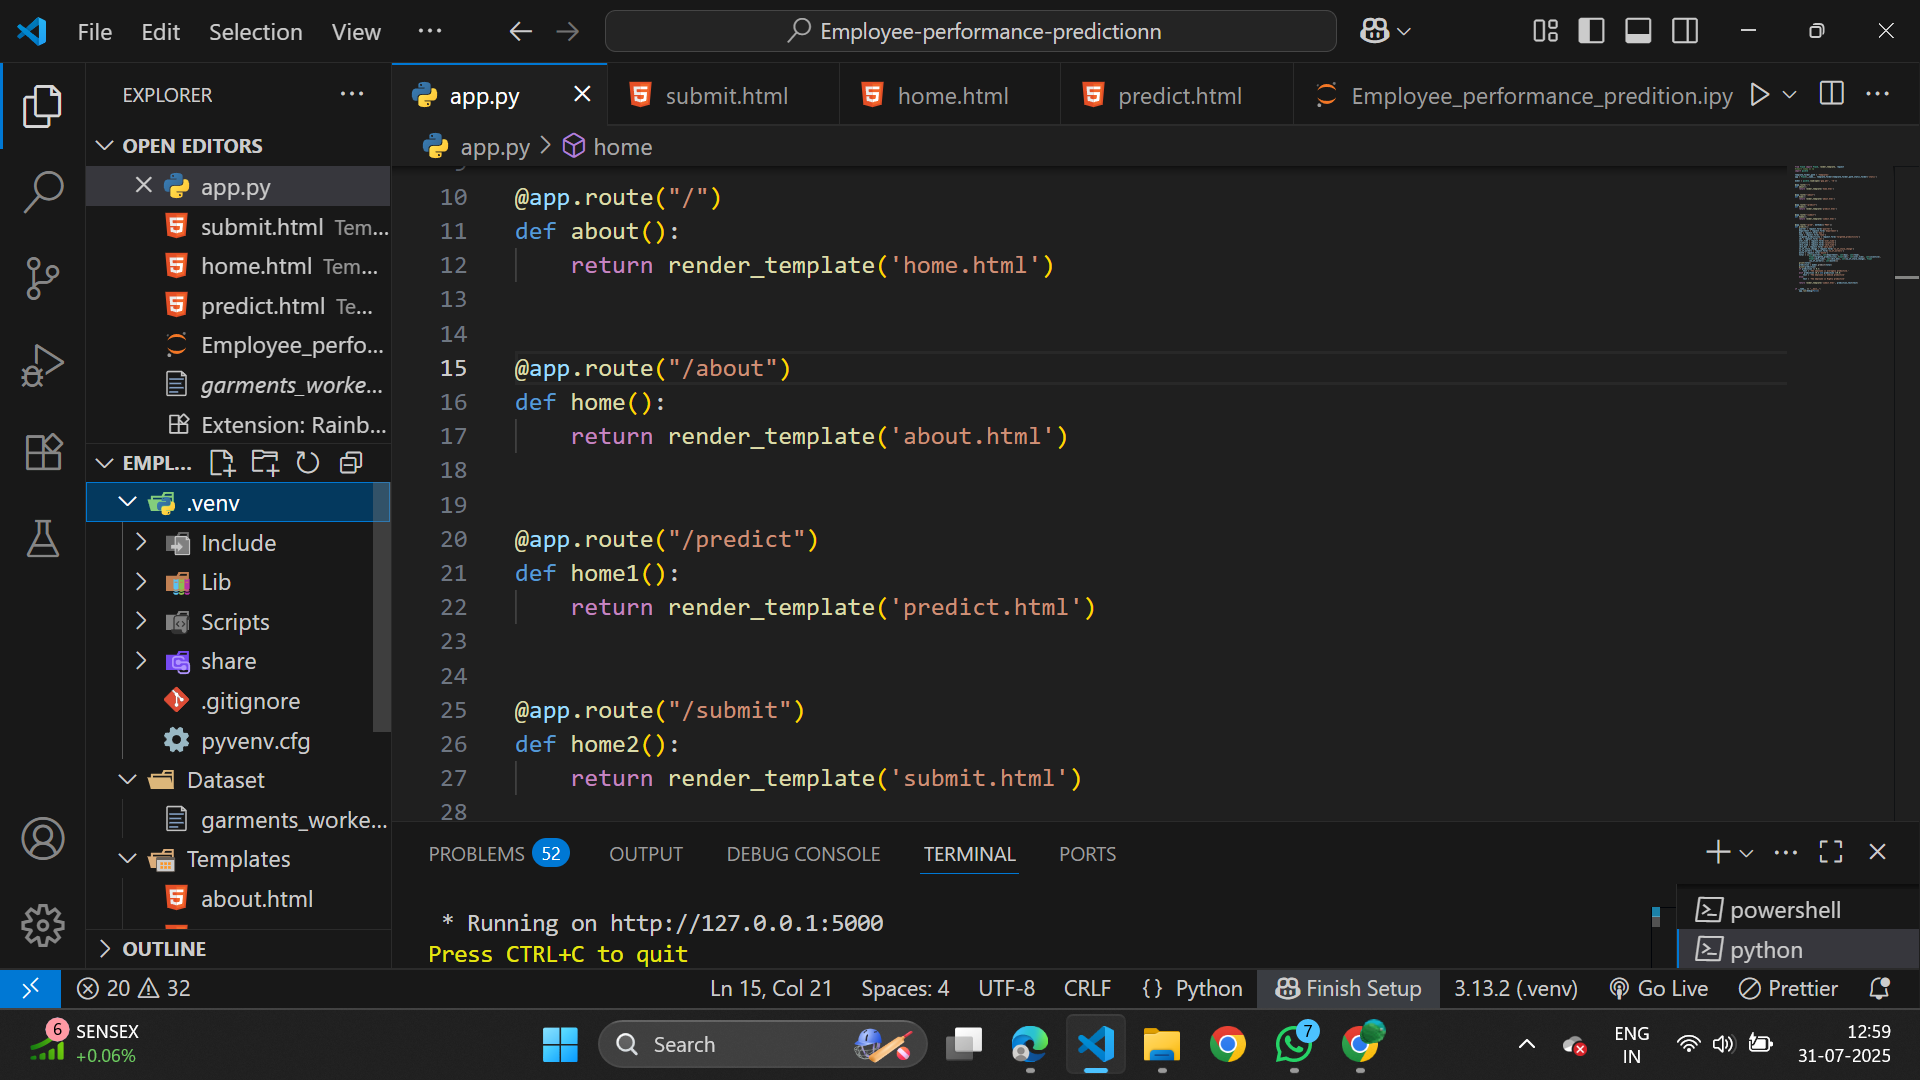 File Edit Selection View ···
Employee-performance-predictionn
EXPLORER
OPEN EDITORS
app.py
submit.html Tem...
home.html Tem...
predict.html Te...
Employee_perfo...
garments_worke...
Extension: Rainb...
EMPL...
.venv
Include
Lib
Scripts
share
.gitignore
pyvenv.cfg
Dataset
garments_worke...
Templates
about.html
OUTLINE
app.py submit.html home.html predict.html Employee_performance_predition.ipy
app.py > home
10 @app.route("/")
11 def about():
12 return render_template('home.html')
13
14
15 @app.route("/about")
16 def home():
17 return render_template('about.html')
18
19
20 @app.route("/predict")
21 def home1():
22 return render_template('predict.html')
23
24
25 @app.route("/submit")
26 def home2():
27 return render_template('submit.html')
28
PROBLEMS 52 OUTPUT DEBUG CONSOLE TERMINAL PORTS
* Running on http://127.0.0.1:5000
Press CTRL+C to quit
powershell
python
20 32 Ln 15, Col 21 Spaces: 4 UTF-8 CRLF {} Python Finish Setup 3.13.2 (.venv) Go Live Prettier
6 SENSEX
+0.06%
Search
7
ENG
IN
12:59
31-07-2025